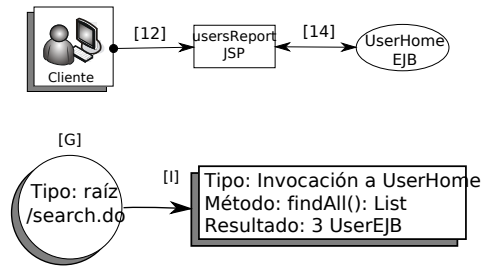 [12]
[14]
usersReport
JSP
UserHome
EJB
Cliente
[G]
[I]
Tipo: raíz
/search.do
Tipo: Invocación a UserHome
Método: findAll(): List
Resultado: 3 UserEJB